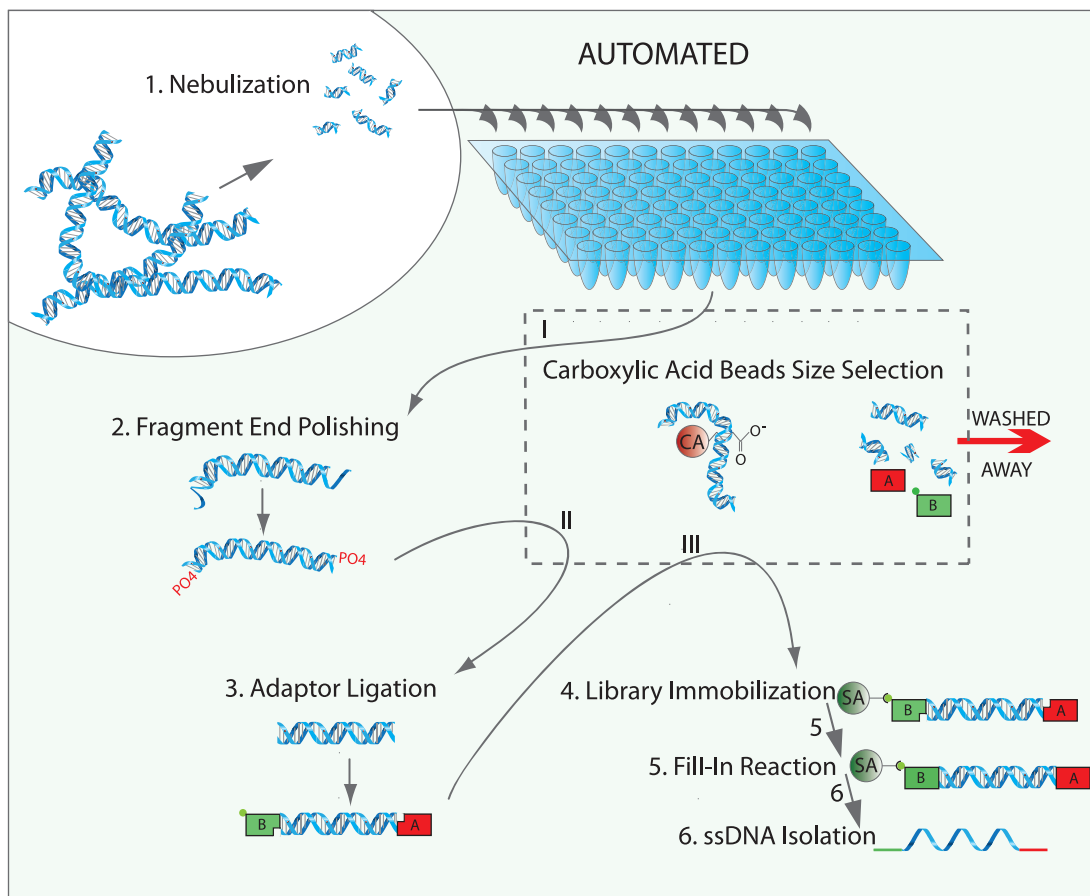 AUTOMATED
1. Nebulization
I
Carboxylic Acid Beads Size Selection
CA
O-
O
A
B
WASHED
AWAY
2. Fragment End Polishing
PO4
PO4
II
III
3. Adaptor Ligation
B
A
4. Library Immobilization
SA
B
A
5
5. Fill-In Reaction
SA
B
A
6
6. ssDNA Isolation